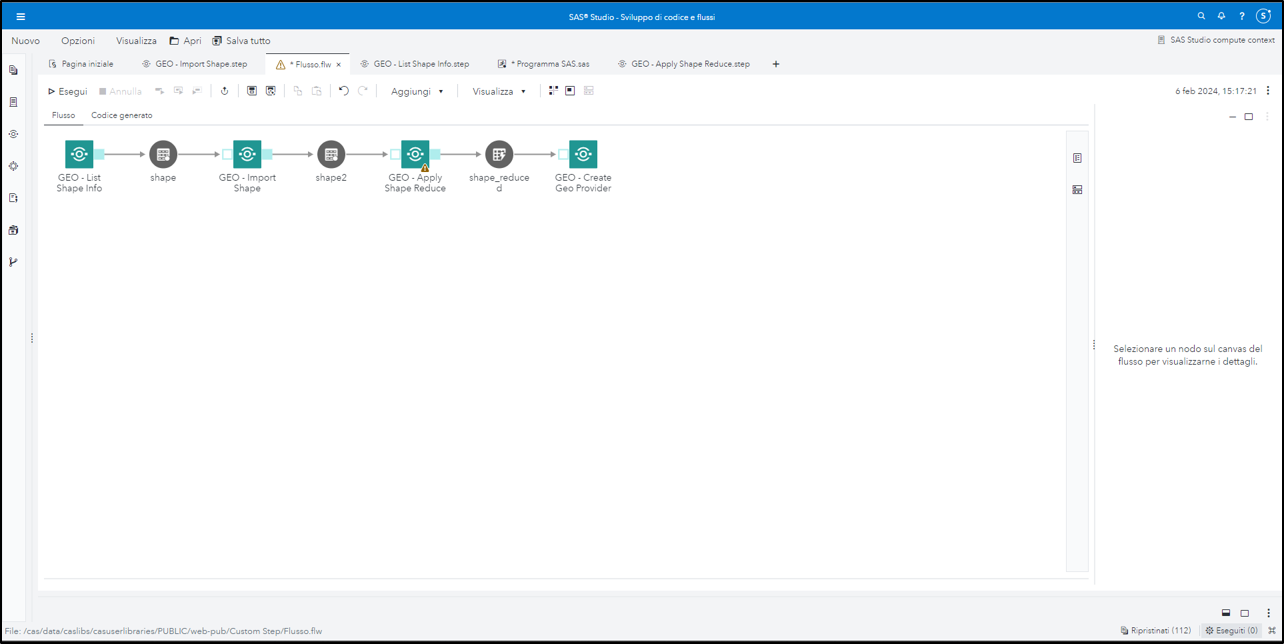 SAS® Studio - Sviluppo di codice e flussi
?
S
Nuovo Opzioni Visualizza Apri Salva tutto
SAS Studio compute context
Pagina iniziale
GEO - Import Shape.step
* Flusso.flw ×
GEO - List Shape Info.step
* Programma SAS.sas
GEO - Apply Shape Reduce.step
+
Esegui Annulla Aggiungi Visualizza
6 feb 2024, 15:17:21
Flusso Codice generato
GEO - List
Shape Info
shape
GEO - Import
Shape
shape2
GEO - Apply
Shape Reduce
shape_reduce
d
GEO - Create
Geo Provider
Selezionare un nodo sul canvas del
flusso per visualizzarne i dettagli.
File: /cas/data/caslibs/casuserlibraries/PUBLIC/web-pub/Custom Step/Flusso.flw
Ripristinati (112)
Eseguiti (0)